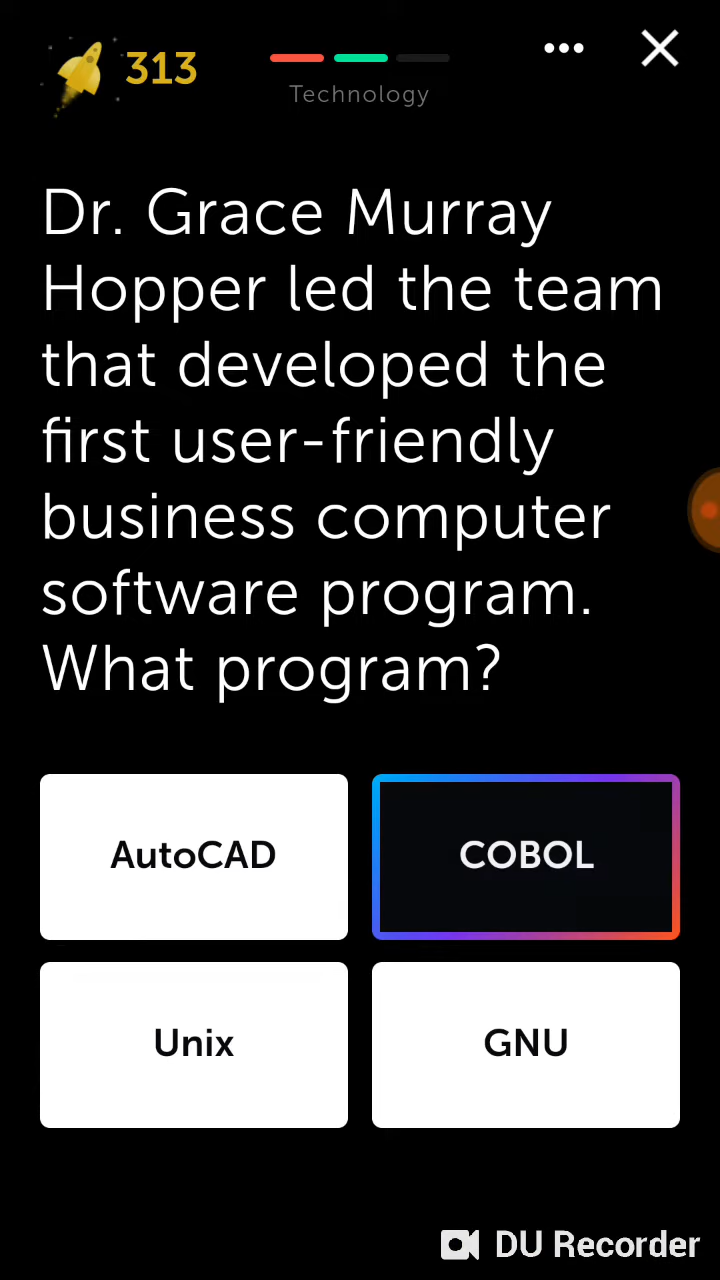 313
Technology
Dr. Grace Murray
Hopper led the team
that developed the
first user-friendly
business computer
software program.
What program?
AutoCAD
COBOL
Unix
GNU
DU Recorder